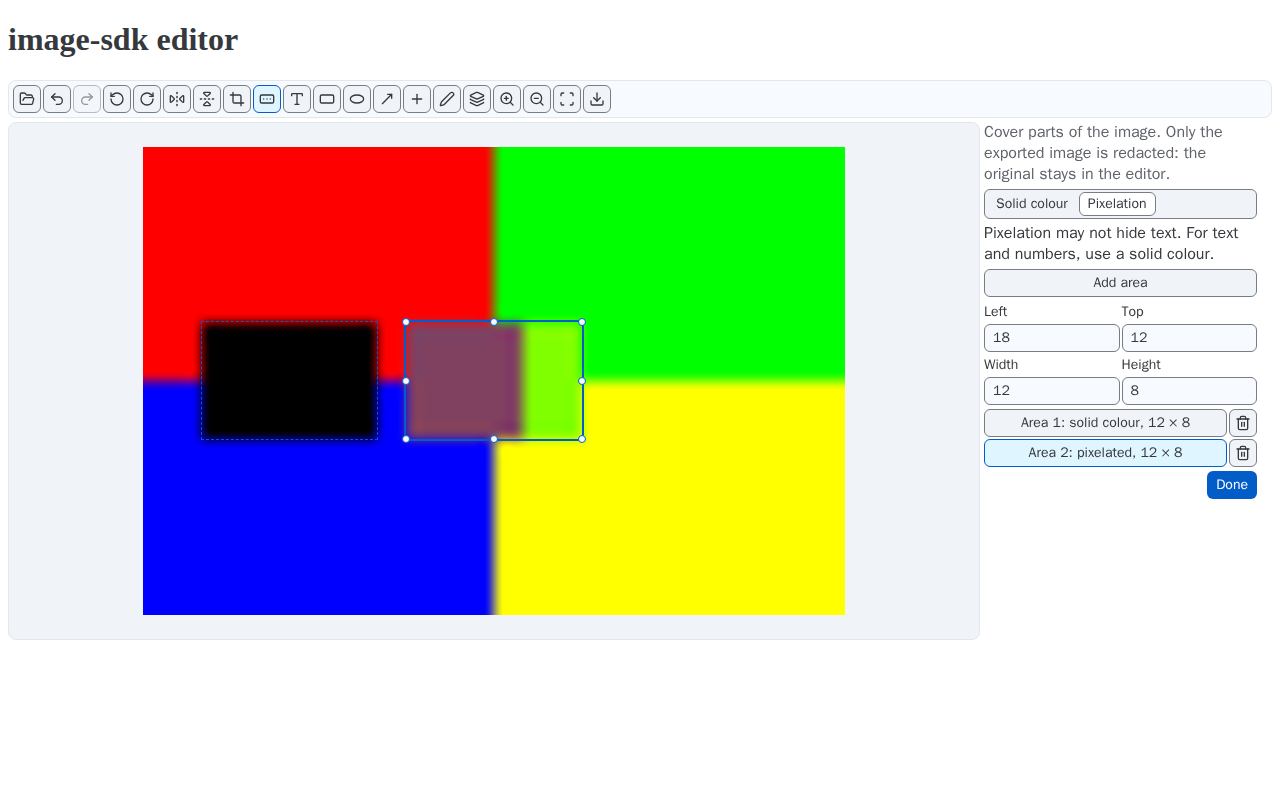 image-sdk editor
Cover parts of the image. Only the
exported image is redacted: the
original stays in the editor.
Solid colour Pixelation
Pixelation may not hide text. For text
and numbers, use a solid colour.
Add area
Left Top
18 12
Width Height
12 8
Area 1: solid colour, 12 × 8
Area 2: pixelated, 12 × 8
Done